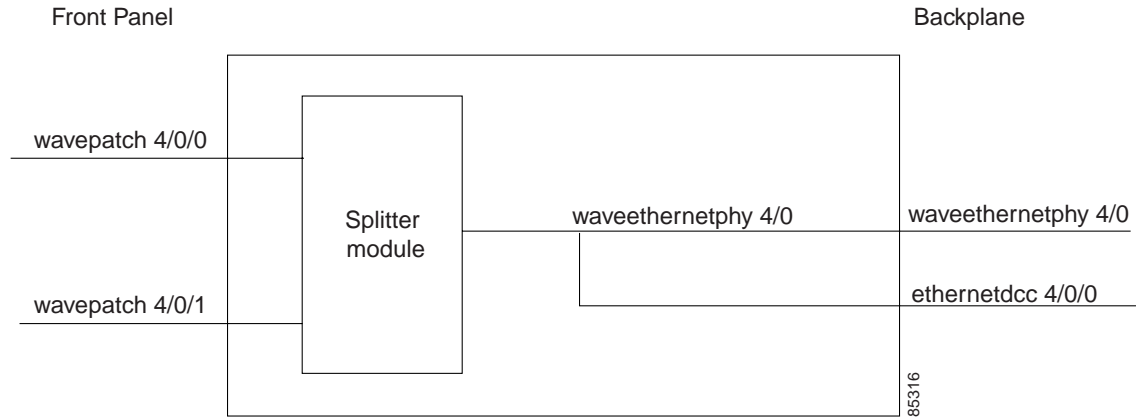 Front Panel
Backplane
wavepatch 4/0/0
Splitter
module
waveethernetphy 4/0
waveethernetphy 4/0
wavepatch 4/0/1
ethernetdcc 4/0/0
85316